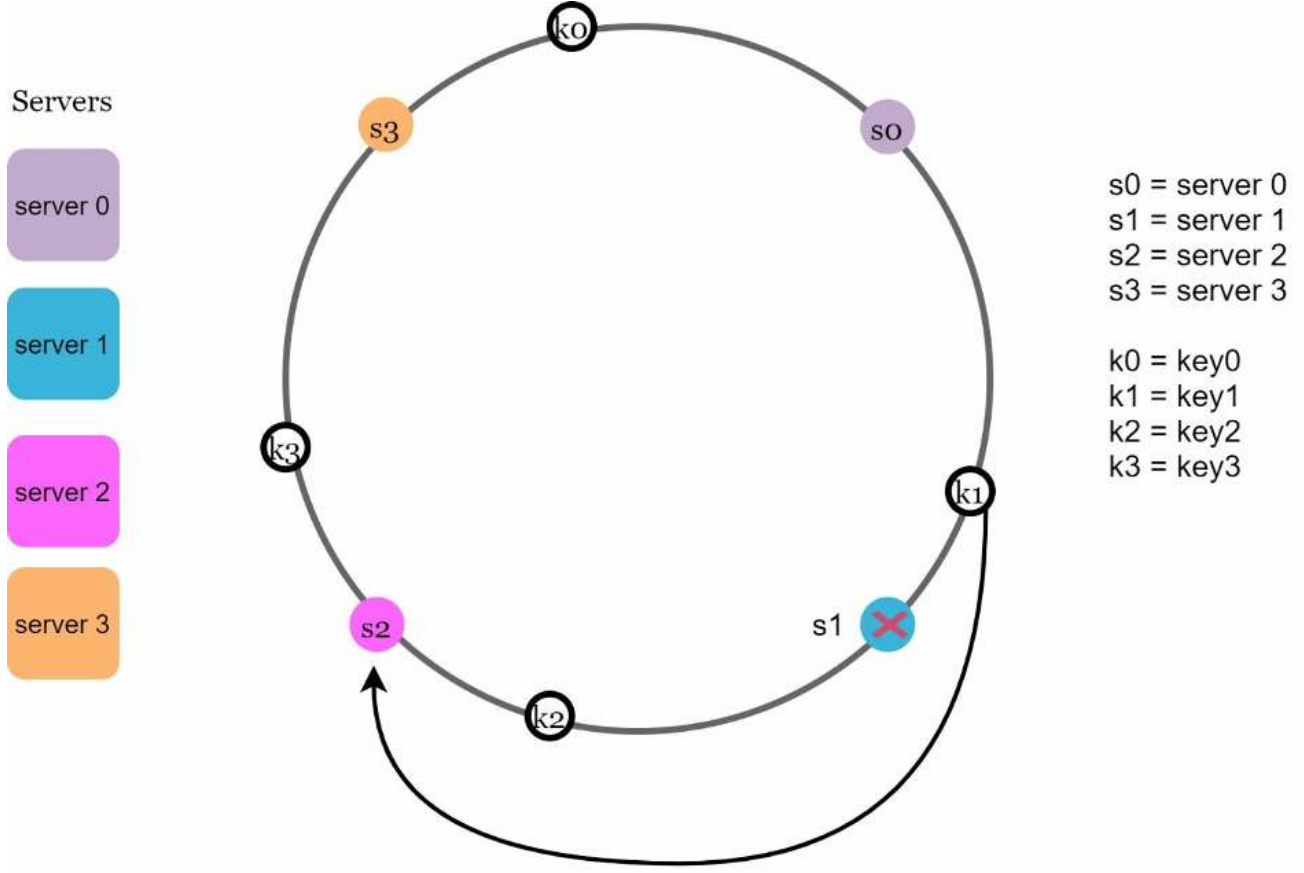 Servers
server 0
server 1
server 2
server 3
k0
s3
s0
k3
k1
s2
s1
k2
s0 = server 0
s1 = server 1
s2 = server 2
s3 = server 3
k0 = key0
k1 = key1
k2 = key2
k3 = key3